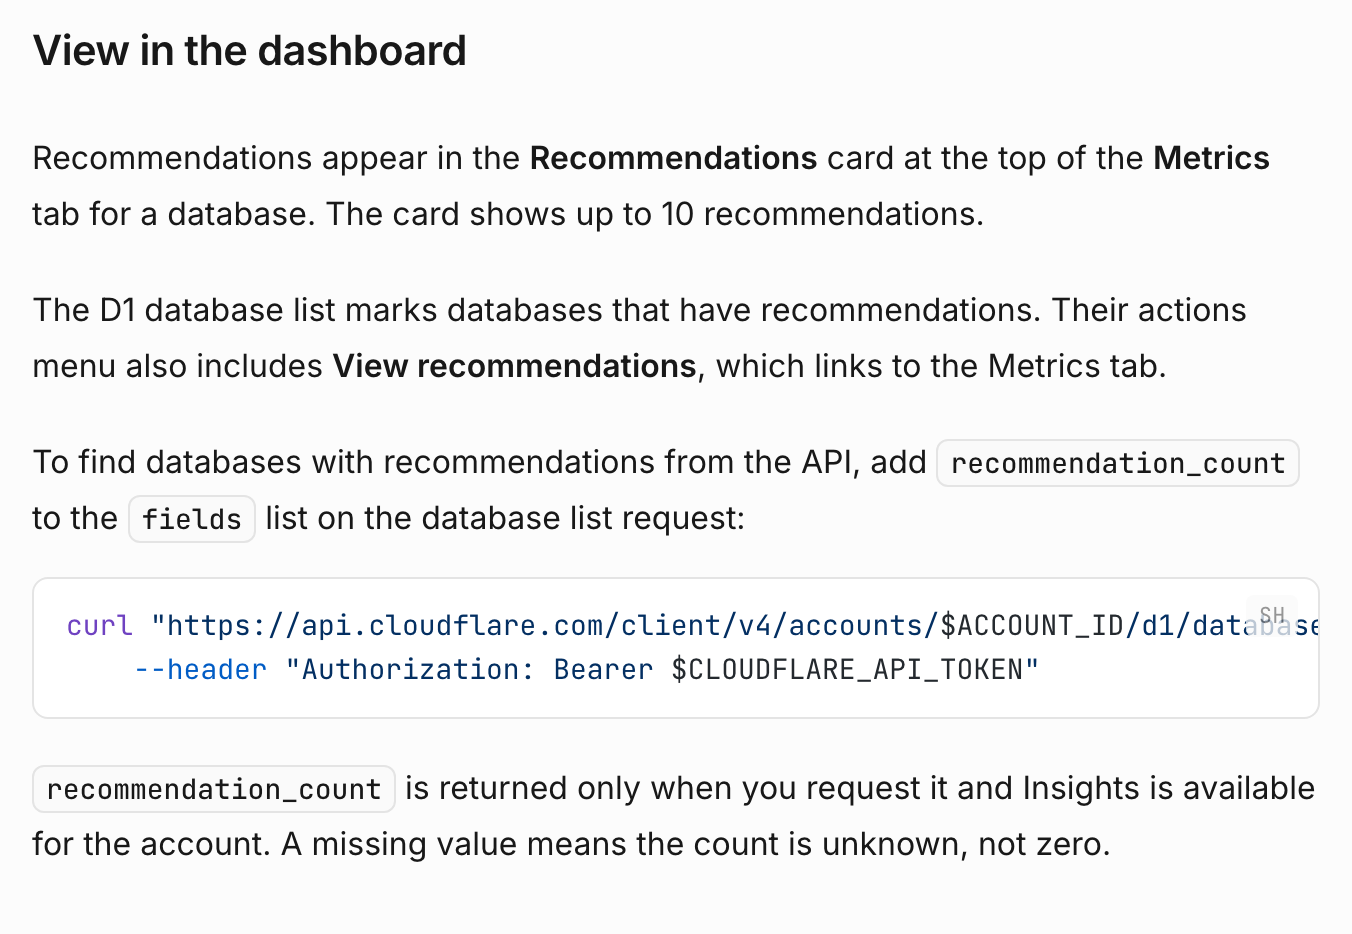 View in the dashboard
Recommendations appear in the Recommendations card at the top of the Metrics
tab for a database. The card shows up to 10 recommendations.
The D1 database list marks databases that have recommendations. Their actions
menu also includes View recommendations, which links to the Metrics tab.
To find databases with recommendations from the API, add recommendation_count
to the fields list on the database list request:
SH
curl "https://api.cloudflare.com/client/v4/accounts/$ACCOUNT_ID/d1/database
--header "Authorization: Bearer $CLOUDFLARE_API_TOKEN"
recommendation_count is returned only when you request it and Insights is available
for the account. A missing value means the count is unknown, not zero.